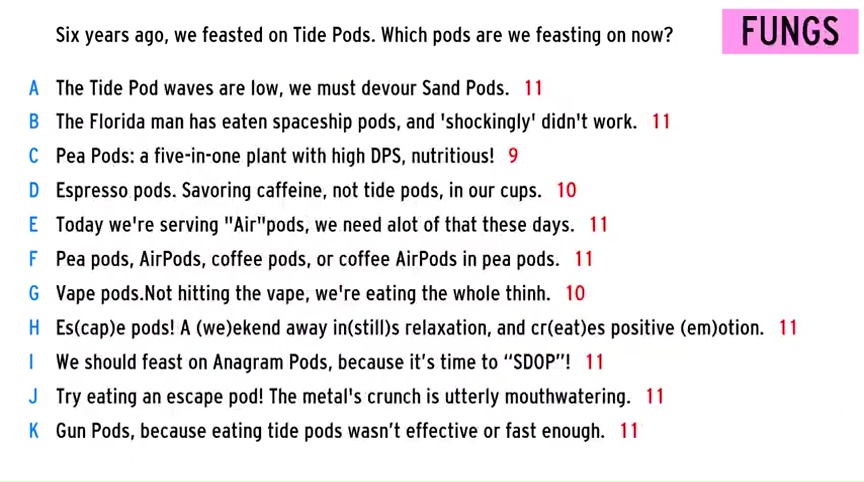 Six years ago, we feasted on Tide Pods. Which pods are we feasting on now?
FUNGS
A The Tide Pod waves are low, we must devour Sand Pods. 11
B The Florida man has eaten spaceship pods, and 'shockingly' didn't work. 11
C Pea Pods: a five-in-one plant with high DPS, nutritious! 9
D Espresso pods. Savoring caffeine, not tide pods, in our cups. 10
E Today we're serving "Air"pods, we need alot of that these days. 11
F Pea pods, AirPods, coffee pods, or coffee AirPods in pea pods. 11
G Vape pods.Not hitting the vape, we're eating the whole thinh. 10
H Es(cap)e pods! A (we)ekend away in(still)s relaxation, and cr(eat)es positive (em)otion. 11
I We should feast on Anagram Pods, because it’s time to “SDOP”! 11
J Try eating an escape pod! The metal's crunch is utterly mouthwatering. 11
K Gun Pods, because eating tide pods wasn’t effective or fast enough. 11